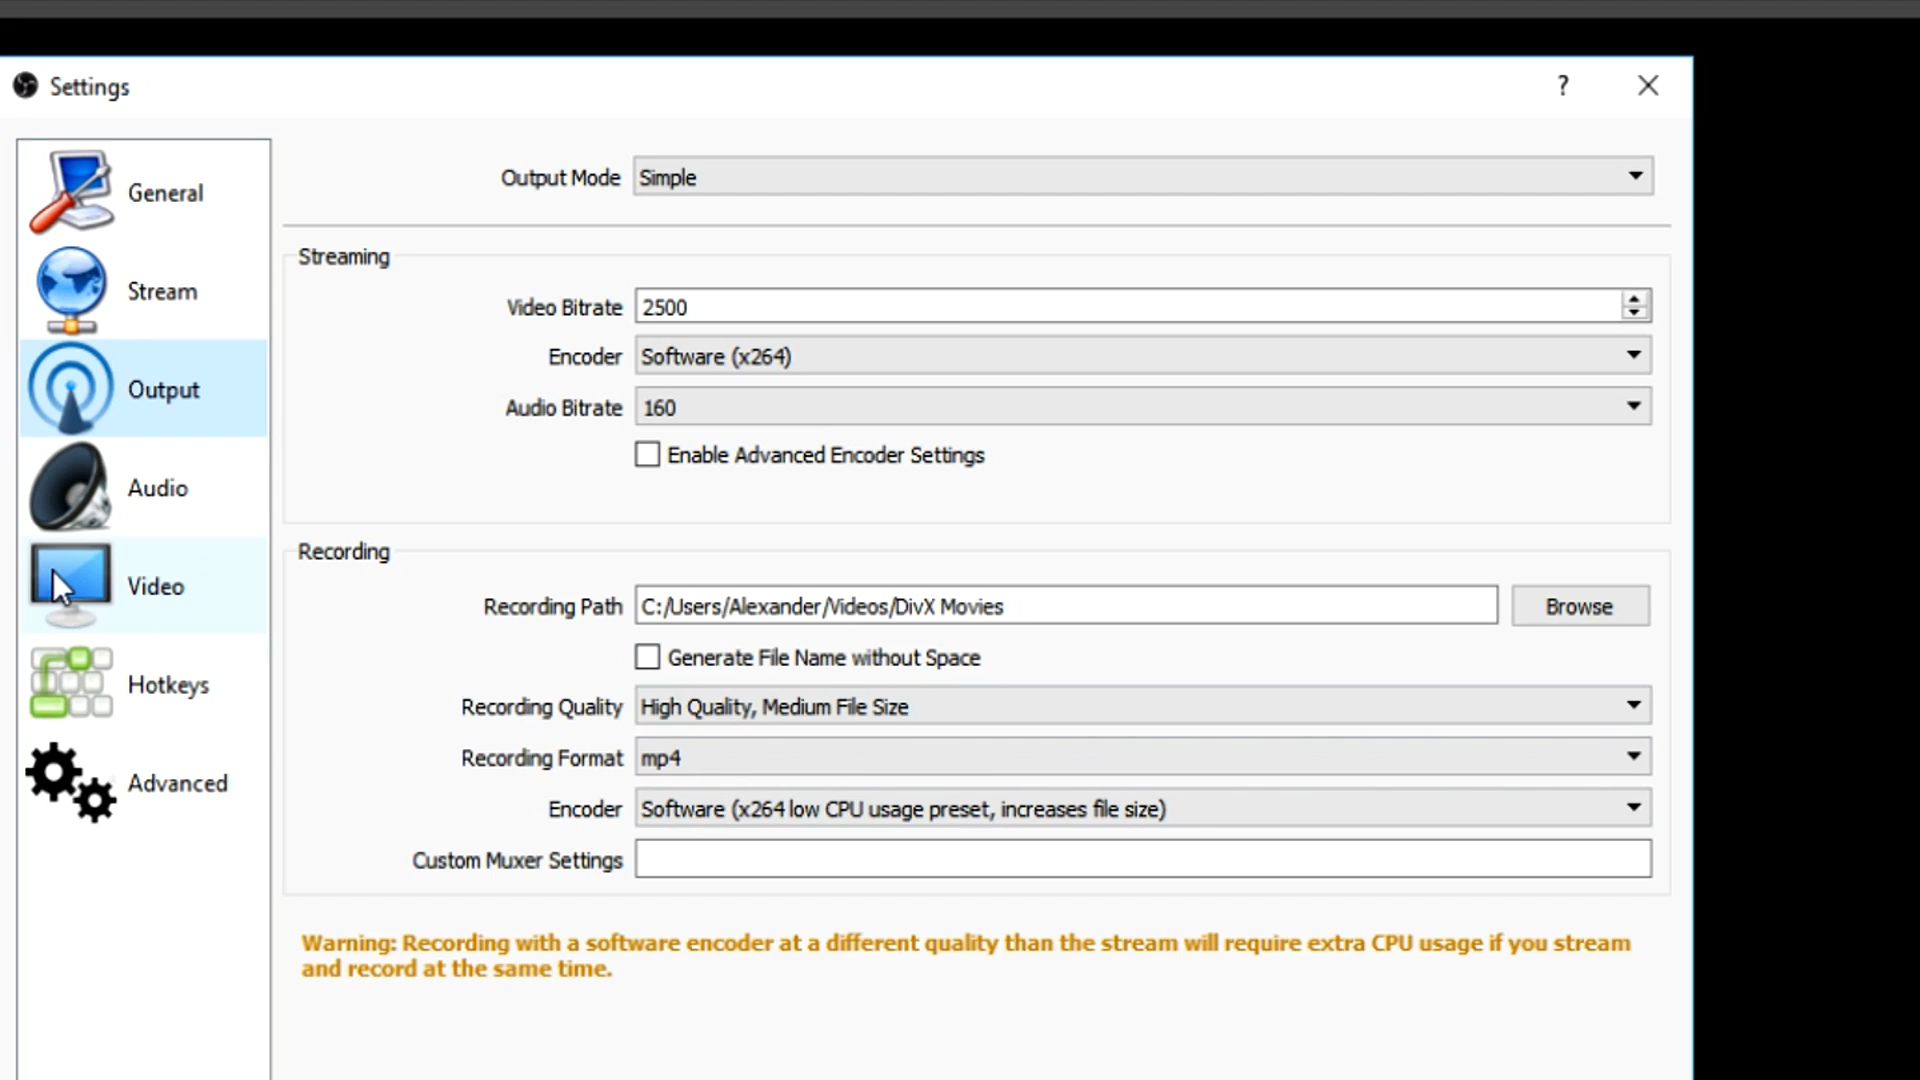 Settings
?
General
Stream
Output
Audio
Video
Hotkeys
Advanced
Output Mode Simple
Streaming
Video Bitrate 2500
Encoder Software (x264)
Audio Bitrate 160
Enable Advanced Encoder Settings
Recording
Recording Path C:/Users/Alexander/Videos/DivX Movies Browse
Generate File Name without Space
Recording Quality High Quality, Medium File Size
Recording Format mp4
Encoder Software (x264 low CPU usage preset, increases file size)
Custom Muxer Settings
Warning: Recording with a software encoder at a different quality than the stream will require extra CPU usage if you stream
and record at the same time.